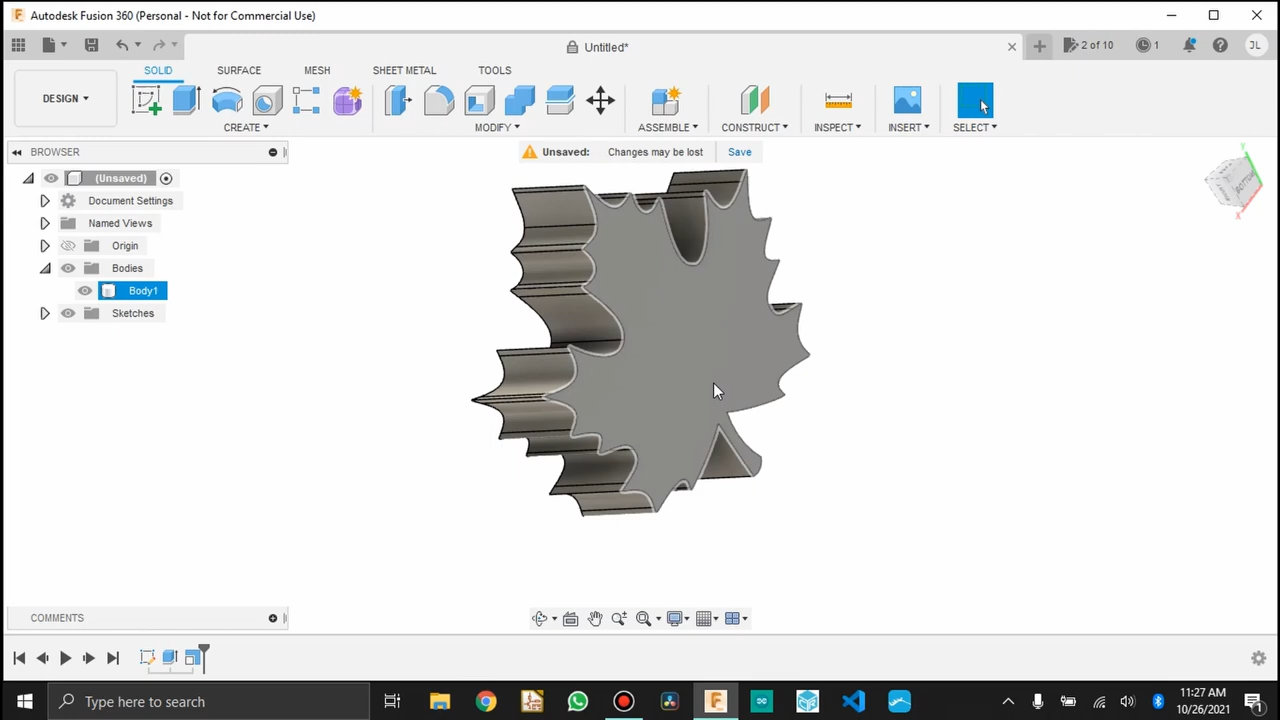 Autodesk Fusion 360 (Personal - Not for Commercial Use)
Untitled*
2 of 10
1
JL
DESIGN
SOLID
SURFACE
MESH
SHEET METAL
TOOLS
CREATE
MODIFY
ASSEMBLE
CONSTRUCT
INSPECT
INSERT
SELECT
BROWSER
Unsaved:
Changes may be lost
Save
(Unsaved)
Document Settings
Named Views
Origin
Bodies
Body1
Sketches
BOTTOM
Y
X
COMMENTS
Type here to search
11:27 AM
10/26/2021
1